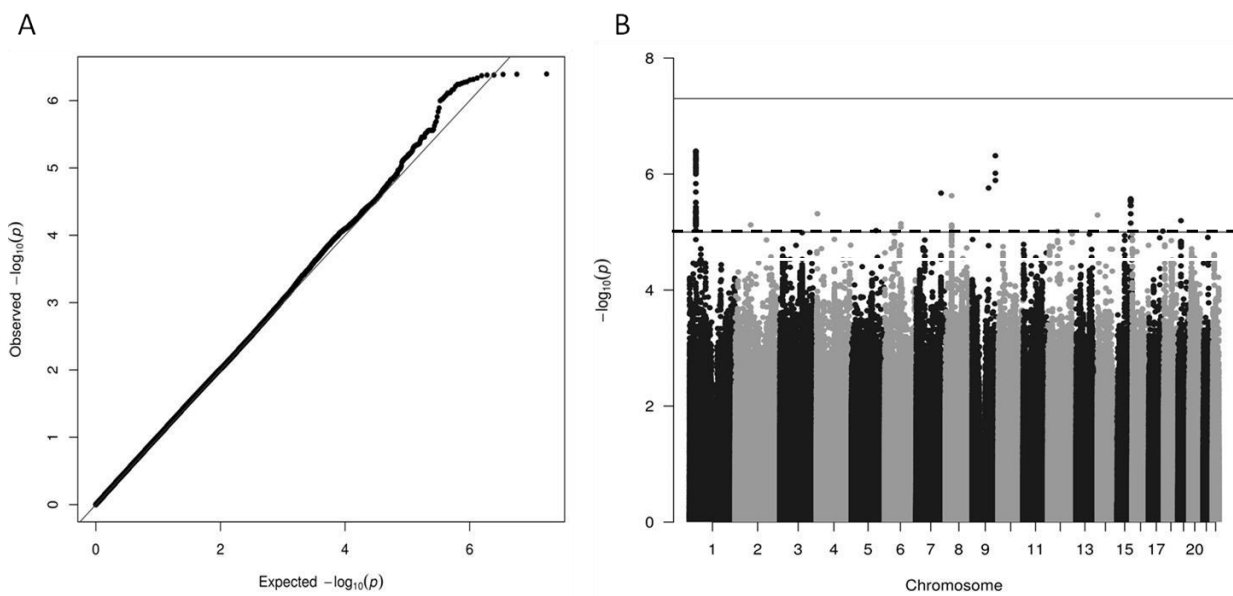 A
Observed −log10(p)
6
5
4
3
2
1
0
0 2 4 6
Expected −log10(p)
B
−log10(p)
8
6
4
2
0
1 2 3 4 5 6 7 8 9 11 13 15 17 20
Chromosome